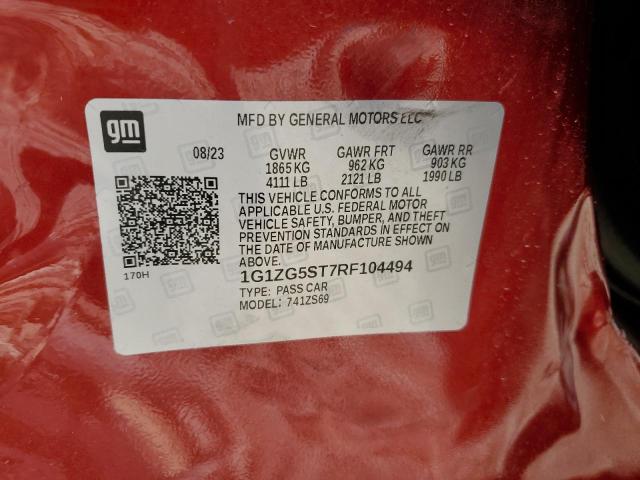 gm
MFD BY GENERAL MOTORS LLC
08/23 GVWR GAWR FRT GAWR RR
1865 KG 962 KG 903 KG
4111 LB 2121 LB 1990 LB
THIS VEHICLE CONFORMS TO ALL
APPLICABLE U.S. FEDERAL MOTOR
VEHICLE SAFETY, BUMPER, AND THEFT
PREVENTION STANDARDS IN EFFECT ON
THE DATE OF MANUFACTURE SHOWN
ABOVE.
170H
1G1ZG5ST7RF104494
TYPE: PASS CAR
MODEL: 741ZS69